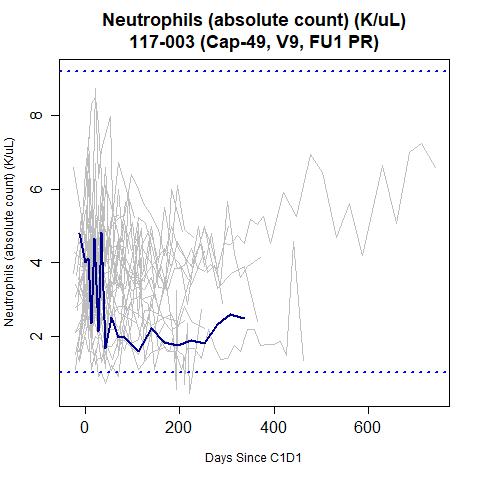 Neutrophils (absolute count) (K/uL)
117-003 (Cap-49, V9, FU1 PR)
Neutrophils (absolute count) (K/uL)
8
6
4
2
0 200 400 600
Days Since C1D1